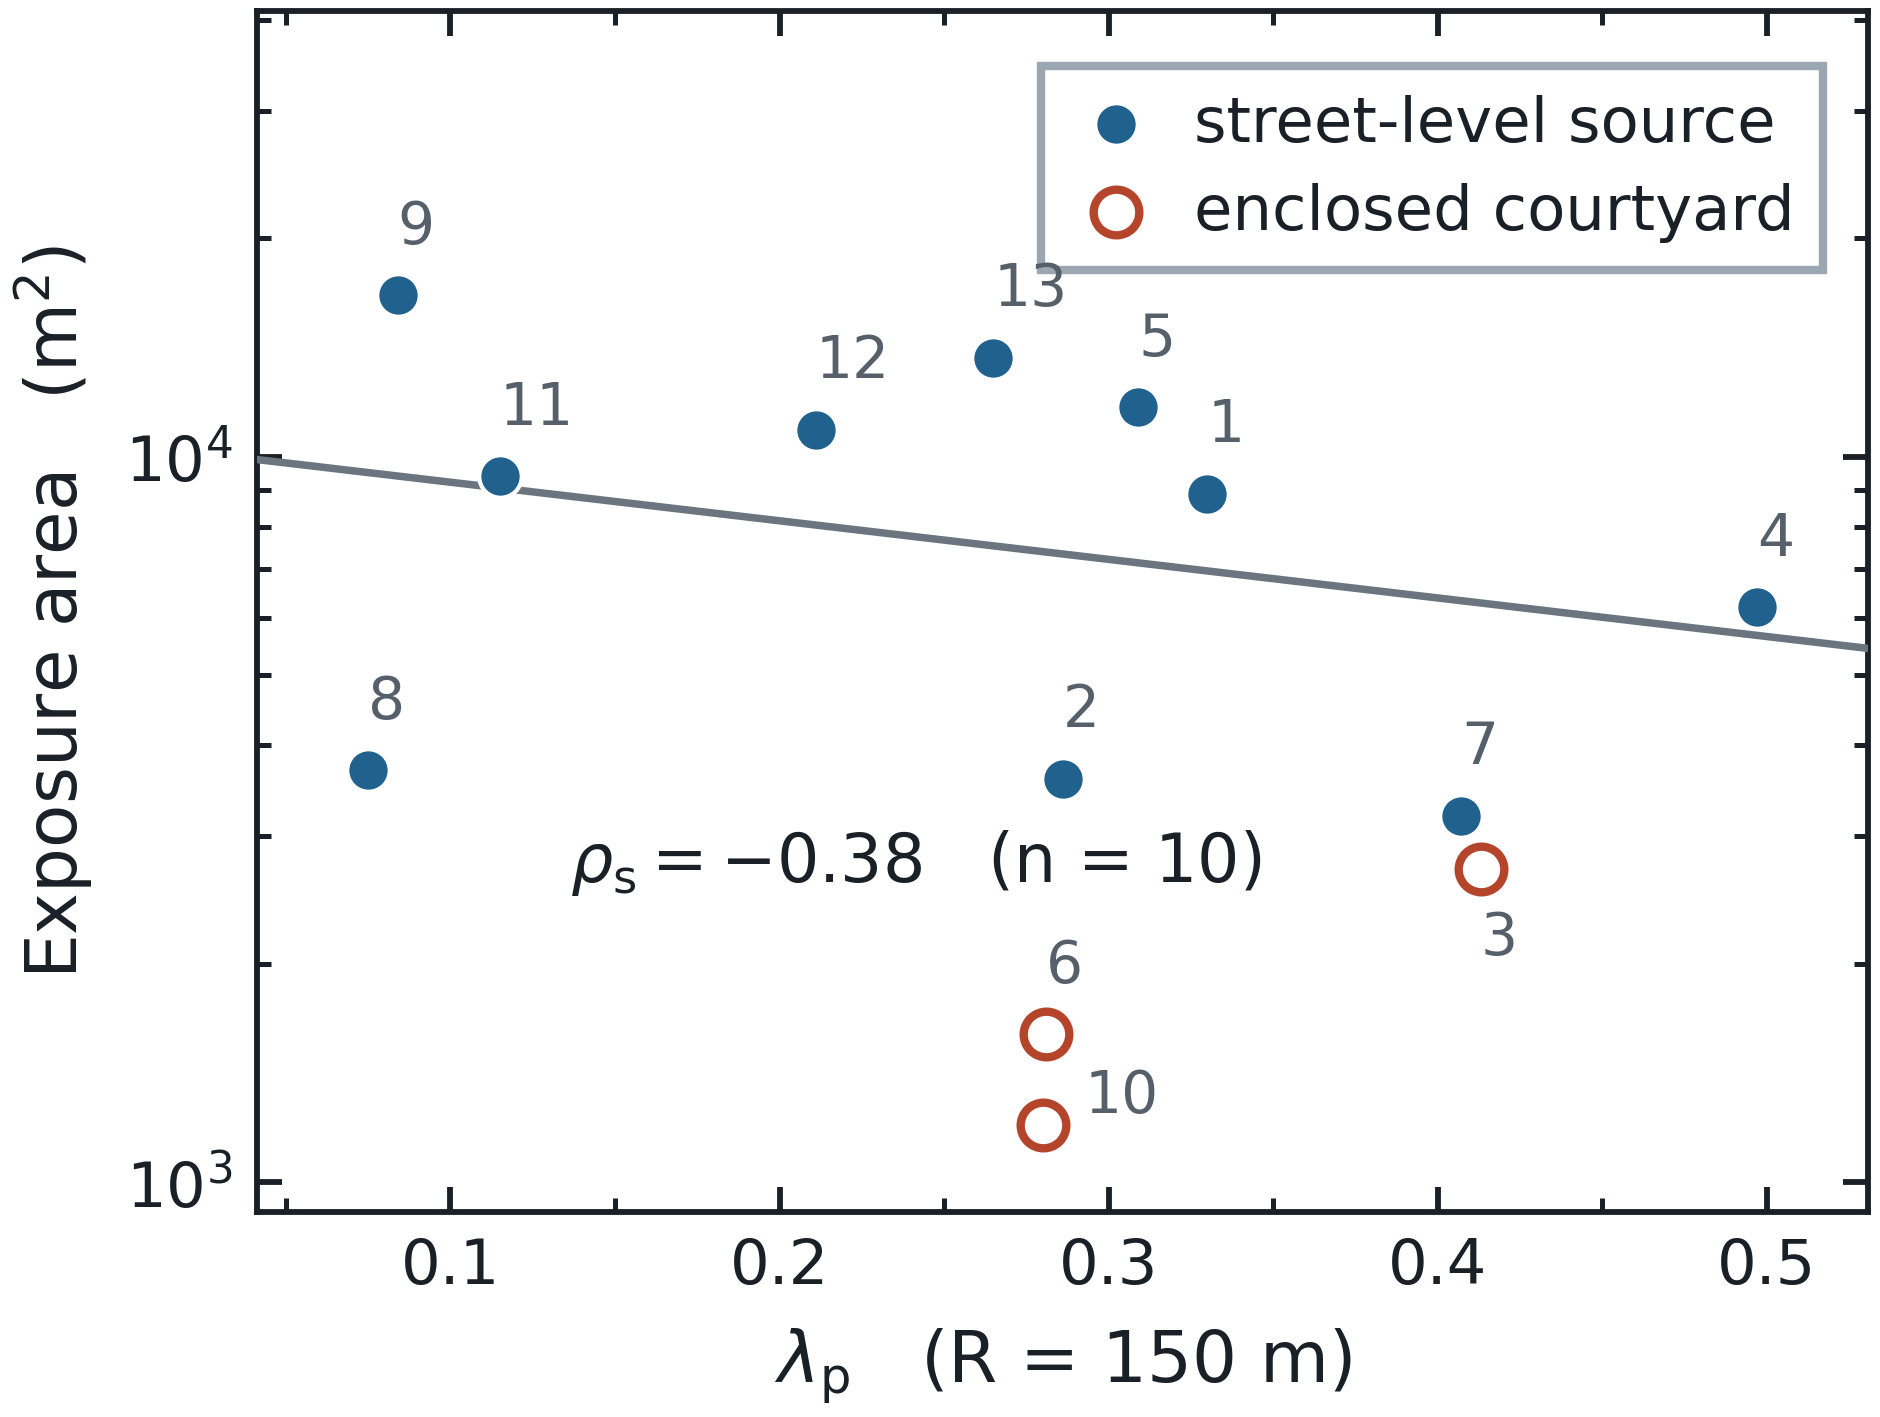 street-level source
enclosed courtyard
9
13
5
12
11
1
4
8
2
7
ρs = −0.38 (n = 10)
3
6
10
10⁴
10³
Exposure area (m²)
0.1 0.2 0.3 0.4 0.5
λp (R = 150 m)